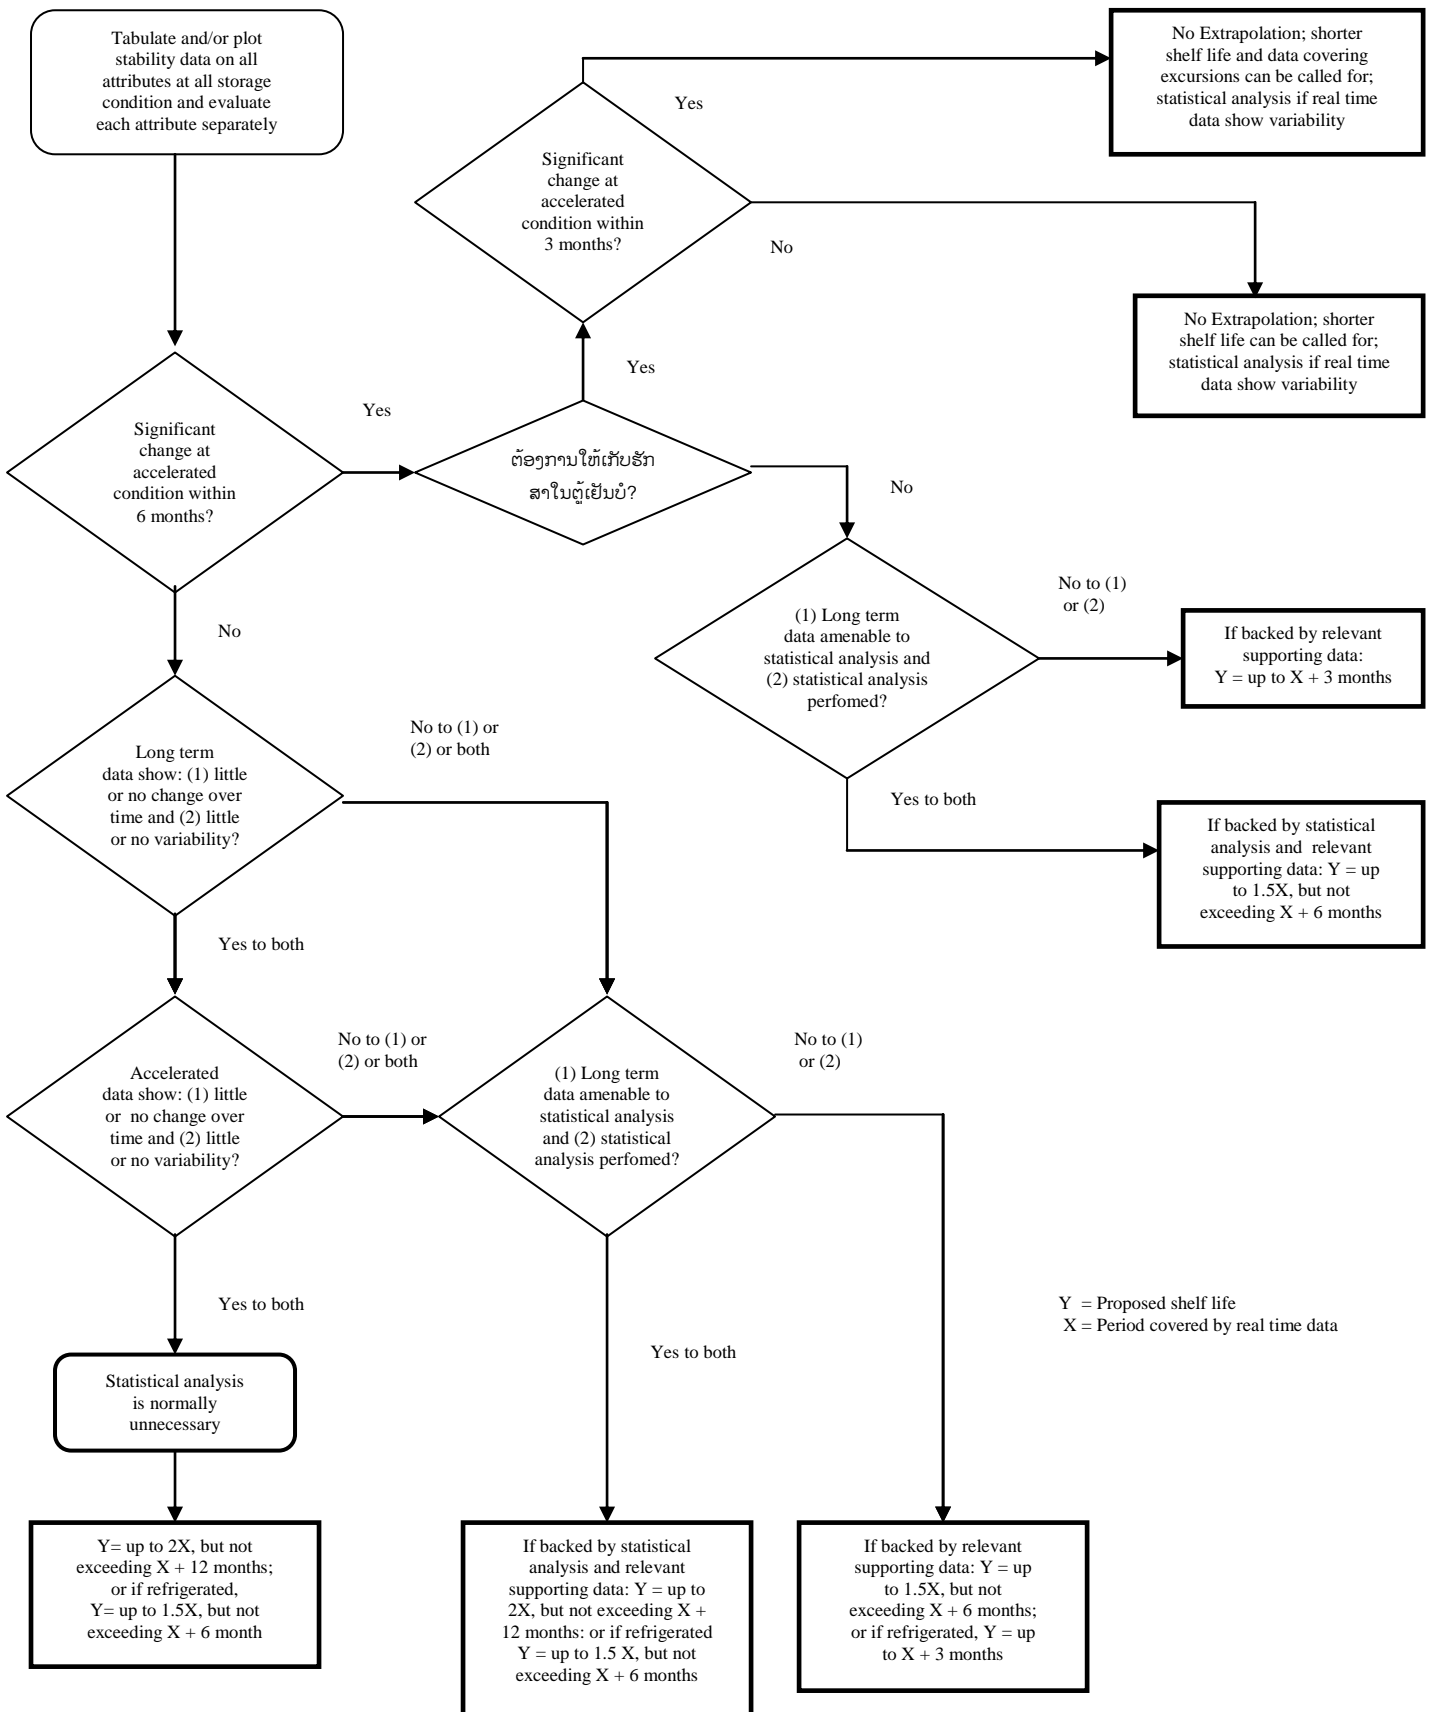 Tabulate and/or plot
stability data on all
attributes at all storage
condition and evaluate
each attribute separately
Yes
No Extrapolation; shorter
shelf life and data covering
excursions can be called for;
statistical analysis if real time
data show variability
Significant
change at
accelerated
condition within
3 months?
No
No Extrapolation; shorter
shelf life can be called for;
statistical analysis if real time
data show variability
Yes
Yes
Significant
change at
accelerated
condition within
6 months?
ຕ້ອງການໃຫ້ເກັບຮັກ
ສາໃນຕູ້ເຢັນບໍ?
No
No
(1) Long term
data amenable to
statistical analysis and
(2) statistical analysis
perfomed?
No to (1)
or (2)
If backed by relevant
supporting data:
Y = up to X + 3 months
Yes to both
If backed by statistical
analysis and relevant
supporting data: Y = up
to 1.5X, but not
exceeding X + 6 months
Long term
data show: (1) little
or no change over
time and (2) little
or no variability?
No to (1) or
(2) or both
Yes to both
Accelerated
data show: (1) little
or no change over
time and (2) little
or no variability?
No to (1) or
(2) or both
(1) Long term
data amenable to
statistical analysis
and (2) statistical
analysis perfomed?
No to (1)
or (2)
Yes to both
Yes to both
Y = Proposed shelf life
X = Period covered by real time data
Statistical analysis
is normally
unnecessary
Y= up to 2X, but not
exceeding X + 12 months;
or if refrigerated,
Y= up to 1.5X, but not
exceeding X + 6 month
If backed by statistical
analysis and relevant
supporting data: Y = up to
2X, but not exceeding X +
12 months: or if refrigerated
Y = up to 1.5 X, but not
exceeding X + 6 months
If backed by relevant
supporting data: Y = up
to 1.5X, but not
exceeding X + 6 months;
or if refrigerated, Y = up
to X + 3 months